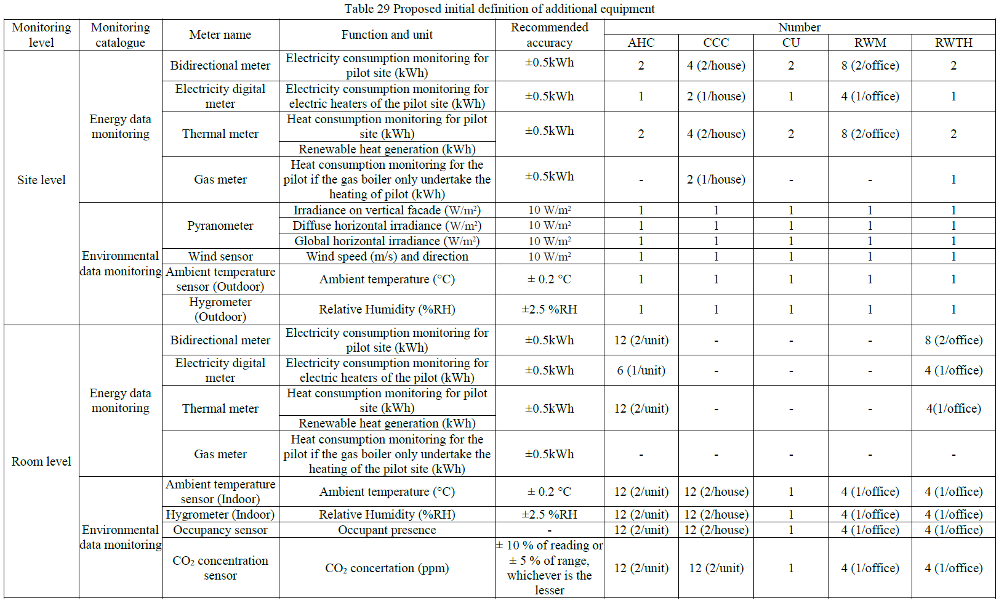 Table 29 Proposed initial definition of additional equipment
Monitoring level
Monitoring catalogue
Meter name
Function and unit
Recommended accuracy
Number
AHC
CCC
CU
RWM
RWTH
Site level
Energy data monitoring
Bidirectional meter
Electricity consumption monitoring for pilot site (kWh)
±0.5kWh
2
4 (2/house)
2
8 (2/office)
2
Electricity digital meter
Electricity consumption monitoring for electric heaters of the pilot site (kWh)
±0.5kWh
1
2 (1/house)
1
4 (1/office)
1
Thermal meter
Heat consumption monitoring for pilot site (kWh)
Renewable heat generation (kWh)
±0.5kWh
2
4 (2/house)
2
8 (2/office)
2
Gas meter
Heat consumption monitoring for the pilot if the gas boiler only undertake the heating of pilot (kWh)
±0.5kWh
-
2 (1/house)
-
-
1
Environmental data monitoring
Pyranometer
Irradiance on vertical facade (W/m²)
10 W/m²
1
1
1
1
1
Diffuse horizontal irradiance (W/m²)
10 W/m²
1
1
1
1
1
Global horizontal irradiance (W/m²)
10 W/m²
1
1
1
1
1
Wind sensor
Wind speed (m/s) and direction
10 W/m²
1
1
1
1
1
Ambient temperature sensor (Outdoor)
Ambient temperature (°C)
± 0.2 °C
1
1
1
1
1
Hygrometer (Outdoor)
Relative Humidity (%RH)
±2.5 %RH
1
1
1
1
1
Room level
Energy data monitoring
Bidirectional meter
Electricity consumption monitoring for pilot site (kWh)
±0.5kWh
12 (2/unit)
-
-
-
8 (2/office)
Electricity digital meter
Electricity consumption monitoring for electric heaters of the pilot (kWh)
±0.5kWh
6 (1/unit)
-
-
-
4 (1/office)
Thermal meter
Heat consumption monitoring for pilot site (kWh)
Renewable heat generation (kWh)
±0.5kWh
12 (2/unit)
-
-
-
4(1/office)
Gas meter
Heat consumption monitoring for the pilot if the gas boiler only undertake the heating of the pilot site (kWh)
±0.5kWh
-
-
-
-
-
Environmental data monitoring
Ambient temperature sensor (Indoor)
Ambient temperature (°C)
± 0.2 °C
12 (2/unit)
12 (2/house)
1
4 (1/office)
4 (1/office)
Hygrometer (Indoor)
Relative Humidity (%RH)
±2.5 %RH
12 (2/unit)
12 (2/house)
1
4 (1/office)
4 (1/office)
Occupancy sensor
Occupant presence
-
12 (2/unit)
12 (2/house)
1
4 (1/office)
4 (1/office)
CO₂ concentration sensor
CO₂ concertation (ppm)
± 10 % of reading or ± 5 % of range, whichever is the lesser
12 (2/unit)
12 (2/unit)
1
4 (1/office)
4 (1/office)